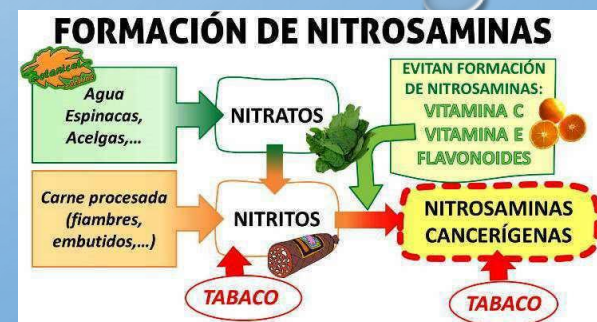 FORMACIÓN DE NITROSAMINAS
Botanical
Agua
Espinacas,
Acelgas,...
NITRATOS
EVITAN FORMACIÓN
DE NITROSAMINAS:
VITAMINA C
VITAMINA E
FLAVONOIDES
Carne procesada
(fiambres,
embutidos,...)
NITRITOS
NITROSAMINAS
CANCERÍGENAS
TABACO
TABACO